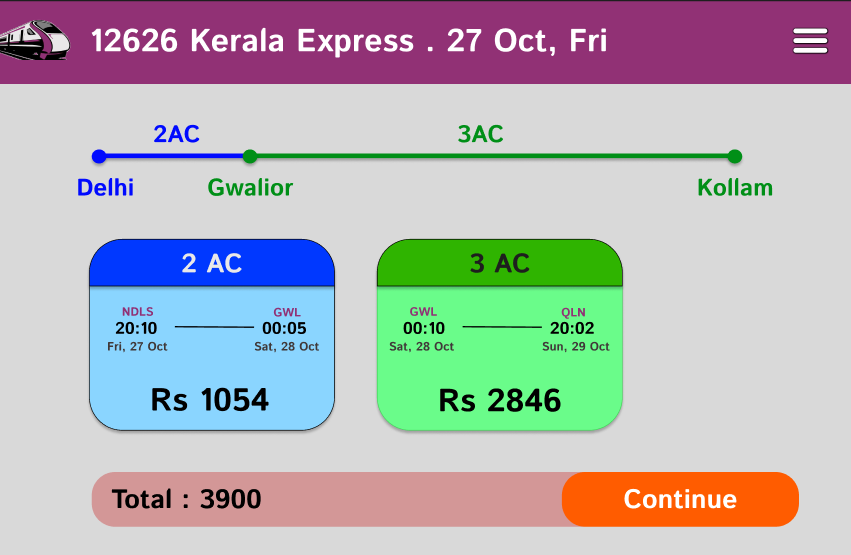 12626 Kerala Express . 27 Oct, Fri
2AC 3AC
Delhi Gwalior Kollam
2 AC
NDLS GWL
20:10 00:05
Fri, 27 Oct Sat, 28 Oct
Rs 1054
3 AC
GWL QLN
00:10 20:02
Sat, 28 Oct Sun, 29 Oct
Rs 2846
Total : 3900 Continue